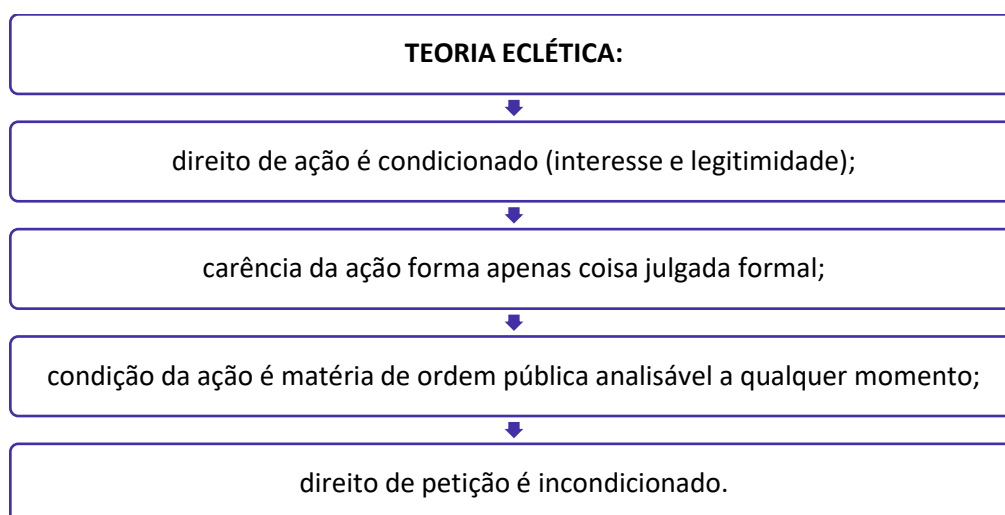 TEORIA ECLÉTICA:
direito de ação é condicionado (interesse e legitimidade);
carência da ação forma apenas coisa julgada formal;
condição da ação é matéria de ordem pública analisável a qualquer momento;
direito de petição é incondicionado.